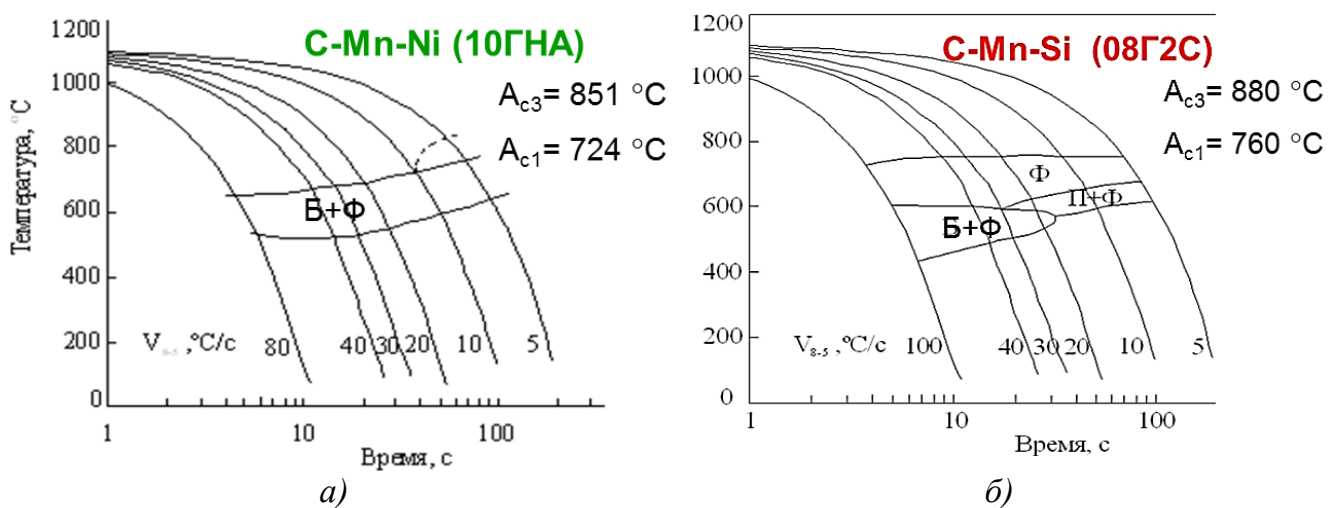 C-Mn-Ni (10ГНА)
Ac3= 851 °C
Ac1= 724 °C
Температура, °C
1200
1000
800
600
400
200
0
Б+Ф
,°C/с
80
40
30
20
10
5
1
10
100
Время, с
а)
C-Mn-Si (08Г2С)
Ac3= 880 °C
Ac1= 760 °C
1200
1000
800
600
400
200
0
Ф
П+Ф
Б+Ф
V8-5 ,°C/с
100
40
30
20
10
5
1
10
100
Время, с
б)